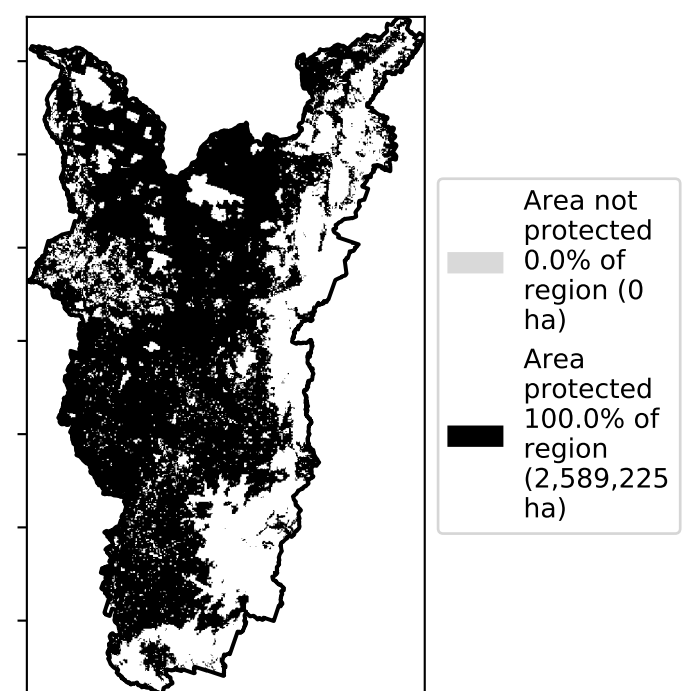 Area not
protected
0.0% of
region (0
ha)
Area
protected
100.0% of
region
(2,589,225
ha)